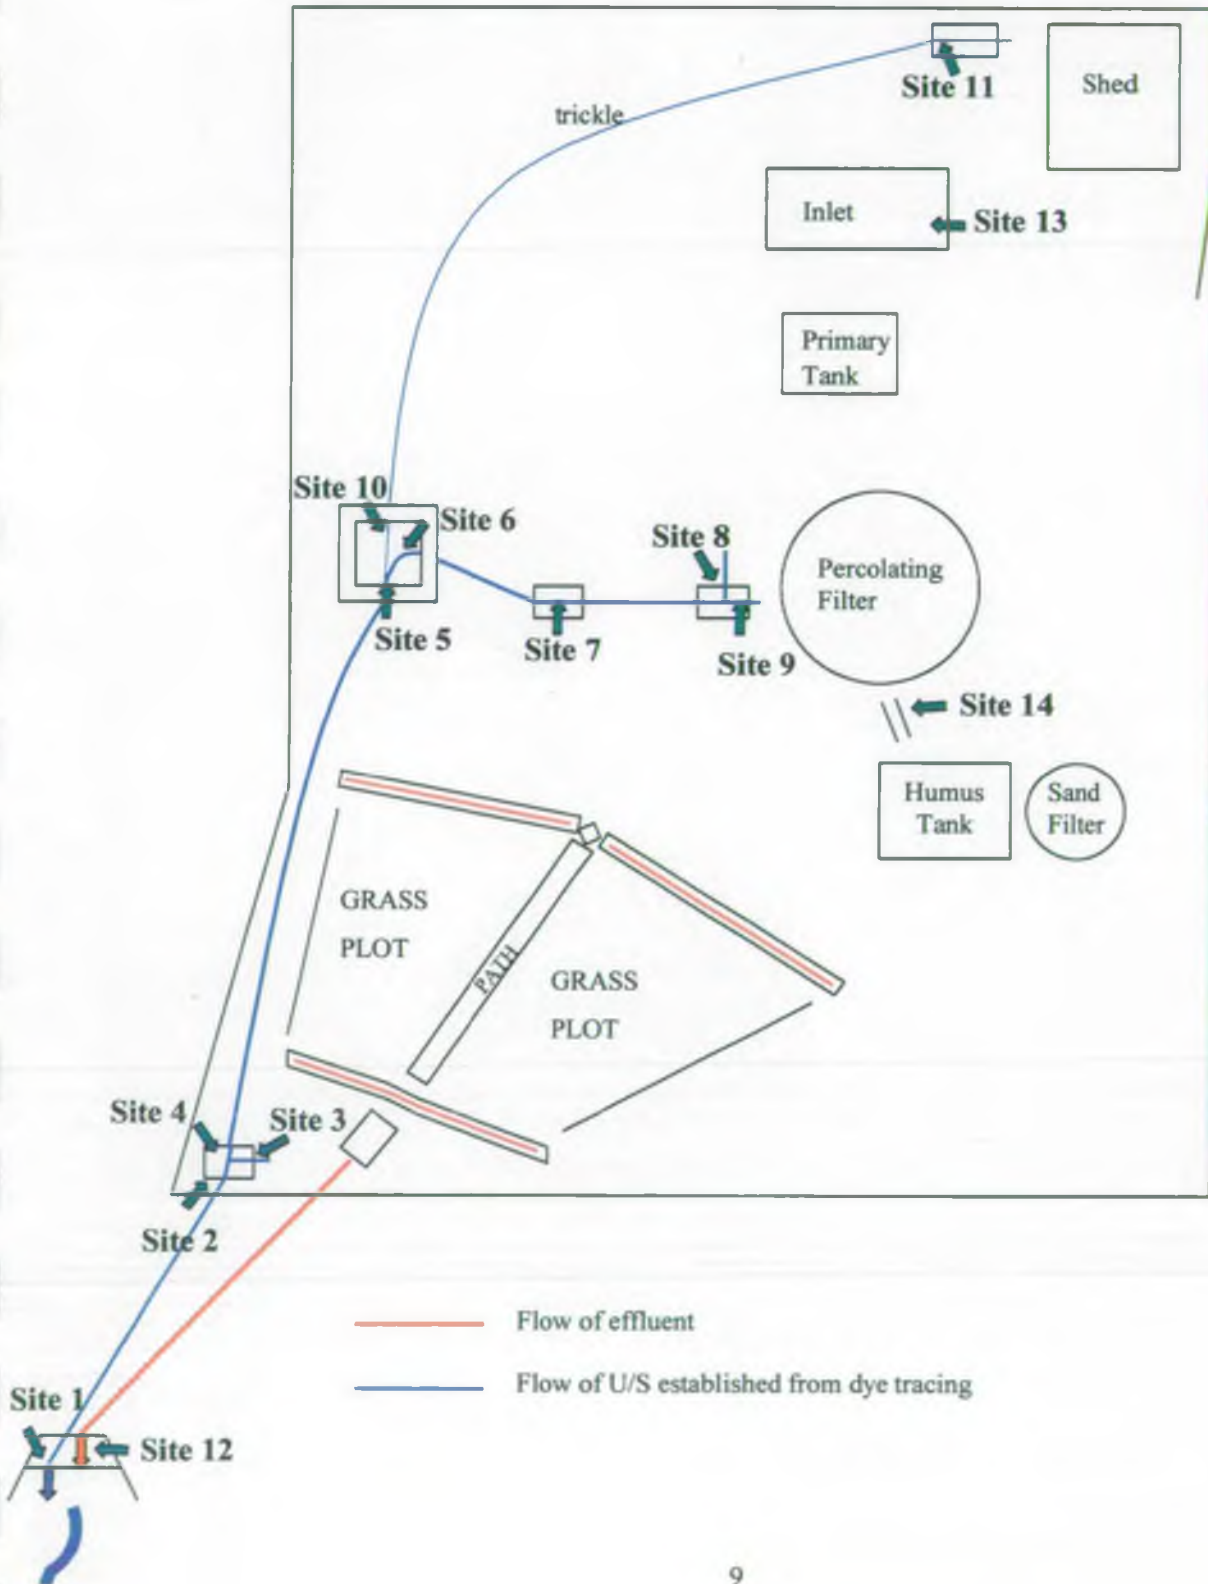 Site 11
Shed
trickle
Inlet
Site 13
Primary
Tank
Site 10
Site 6
Site 8
Percolating
Filter
Site 5
Site 7
Site 9
Site 14
Humus
Tank
Sand
Filter
GRASS
PLOT
PATH
GRASS
PLOT
Site 4
Site 3
Site 2
Flow of effluent
Flow of U/S established from dye tracing
Site 1
Site 12
9